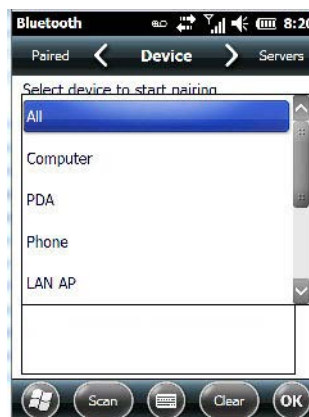 Bluetooth 8:20
Paired Device Servers
Select device to start pairing
All
Computer
PDA
Phone
LAN AP
Scan Clear OK